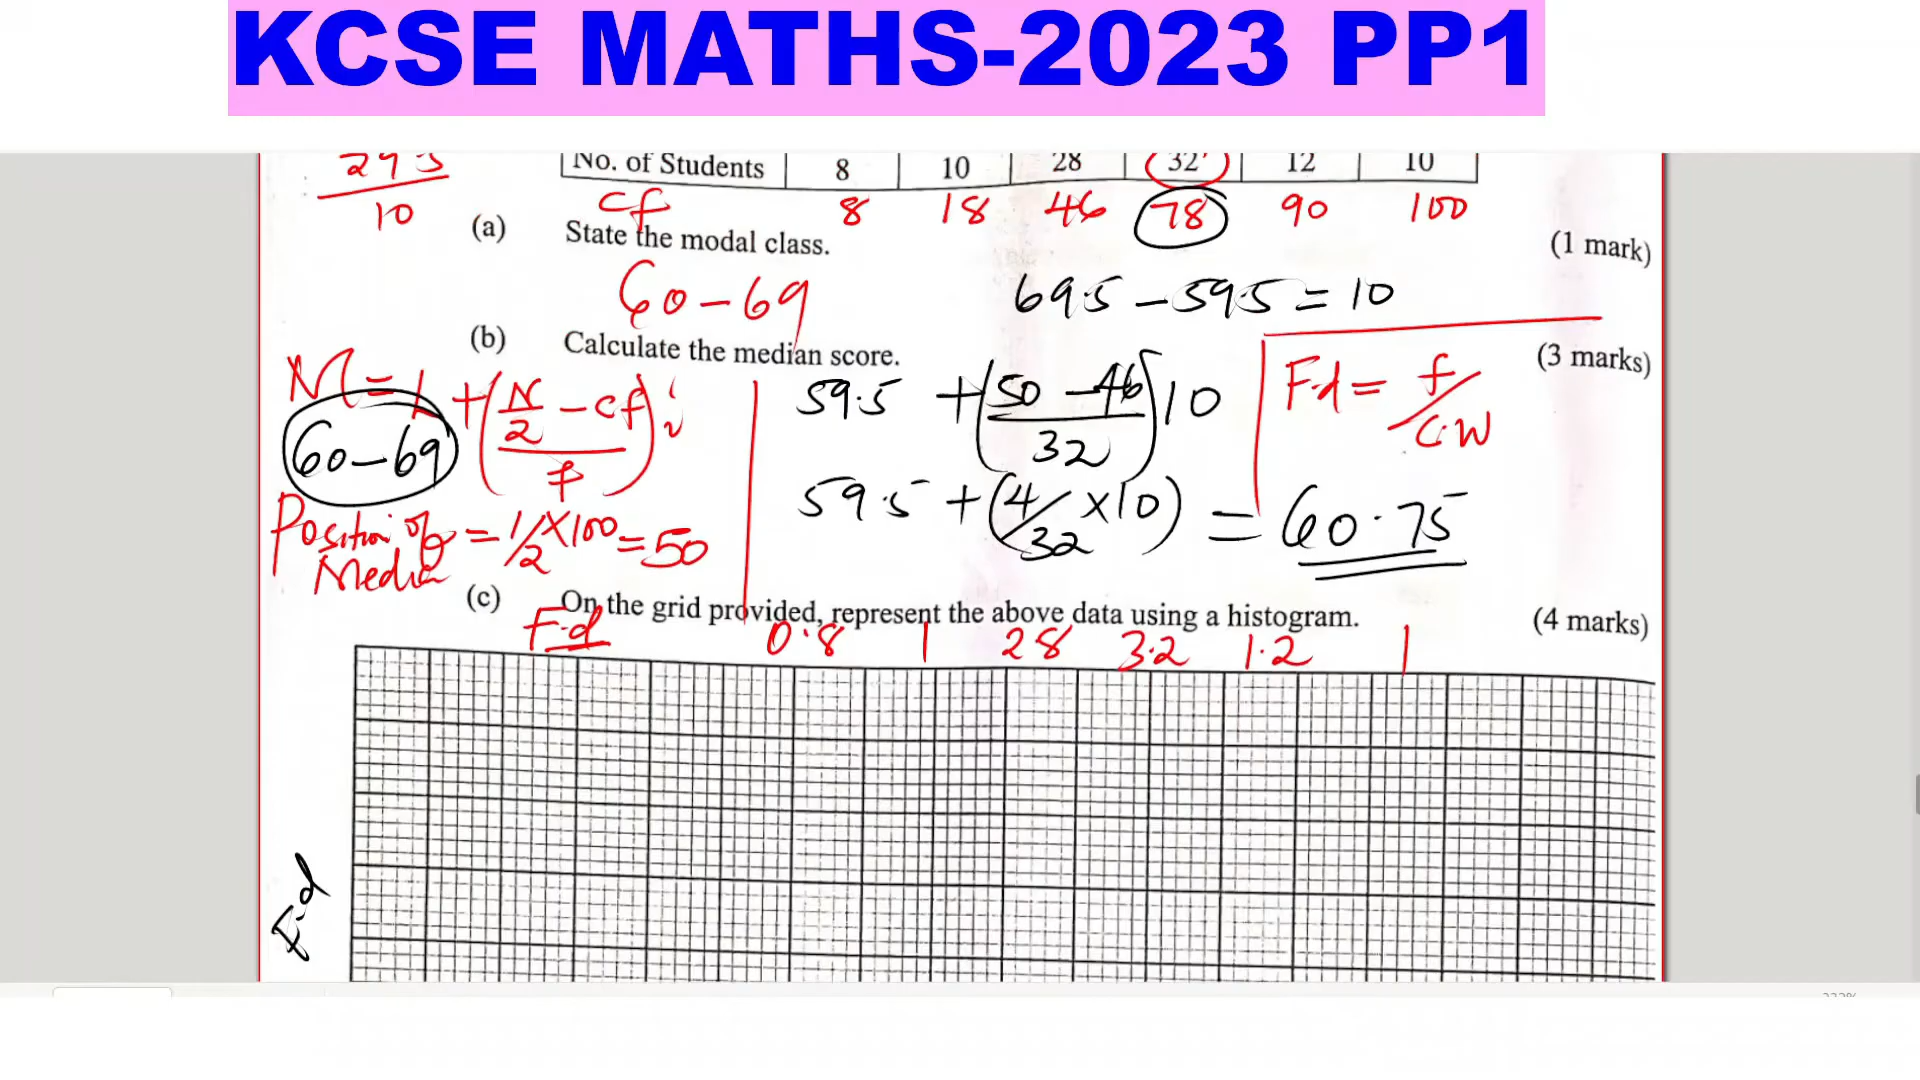 KCSE MATHS-2023 PP1
29.5
10
No. of Students 8 10 28 32 12 10
cf 8 18 46 78 90 100
(a) State the modal class. (1 mark)
60-69
69.5-59.5=10
(b) Calculate the median score. (3 marks)
M=L+(N/2-cf/f)i
60-69
Position of = 1/2 x 100 = 50
59.5 +(50-46/32)10
59.5 +(4/32 x10) = 60.75
F.d = f/C.W
(c) On the grid provided, represent the above data using a histogram. (4 marks)
F.d 0.8 1 28 3.2 1.2 1
F.d